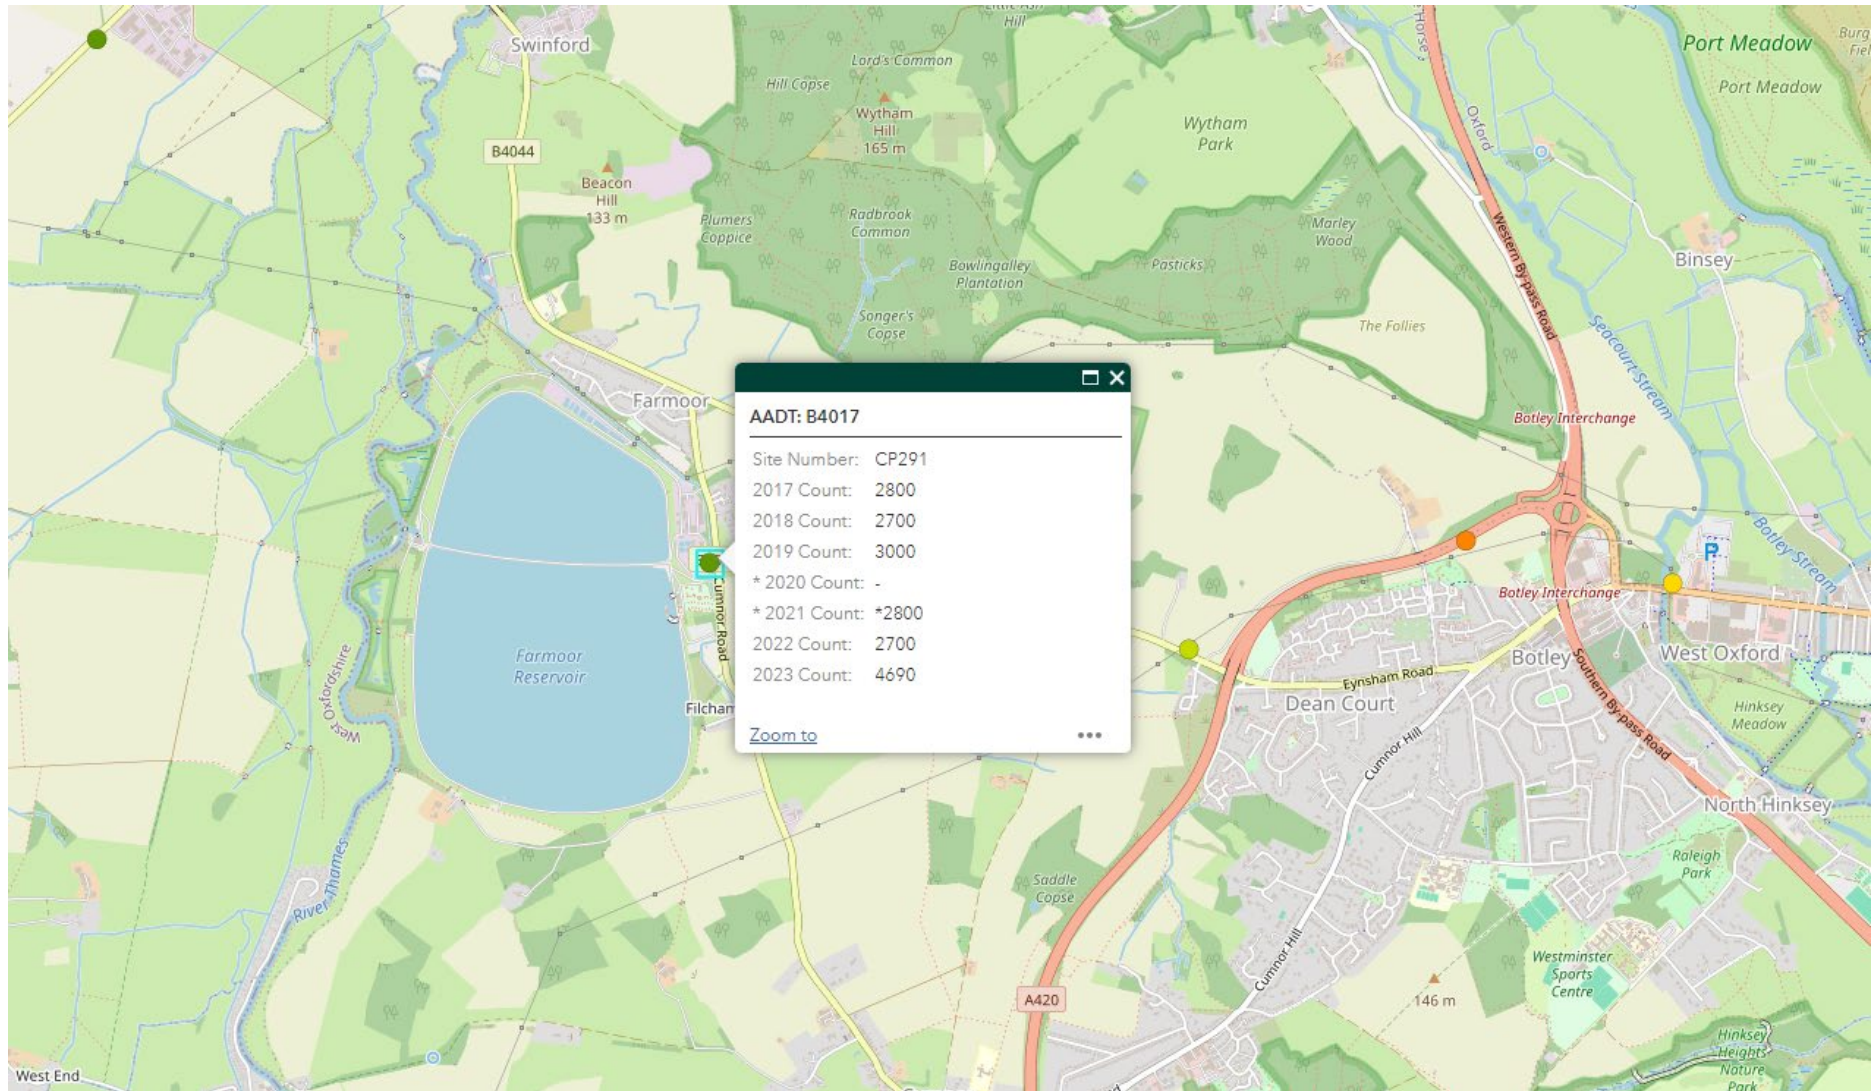 Little Ash
Hill
Swinford
Lord's Common
Hill Copse
Wytham
Hill
165 m
Wytham
Park
Port Meadow
Port Meadow
Oxford
B4044
Beacon
Hill
133 m
Plumers
Coppice
Radbrook
Common
Marley
Wood
Bowlingalley
Plantation
Pasticks
Western By-pass Road
Binsey
Songer's
Copse
The Follies
Seacourt Stream
Farmoor
Botley Interchange
AADT: B4017
Site Number: CP291
2017 Count: 2800
2018 Count: 2700
2019 Count: 3000
* 2020 Count: -
* 2021 Count: *2800
2022 Count: 2700
2023 Count: 4690
Zoom to
Cumnor Road
Farmoor
Reservoir
West Oxfordshire
P
Botley Stream
Botley Interchange
Botley
West Oxford
Eynsham Road
Dean Court
Southern By-pass Road
Hinksey
Meadow
Cumnor Hill
North Hinksey
River Thames
Saddle
Copse
Raleigh
Park
Cumnor Hill
A420
146 m
Westminster
Sports
Centre
Hinksey
Heights
Nature
Park
West End